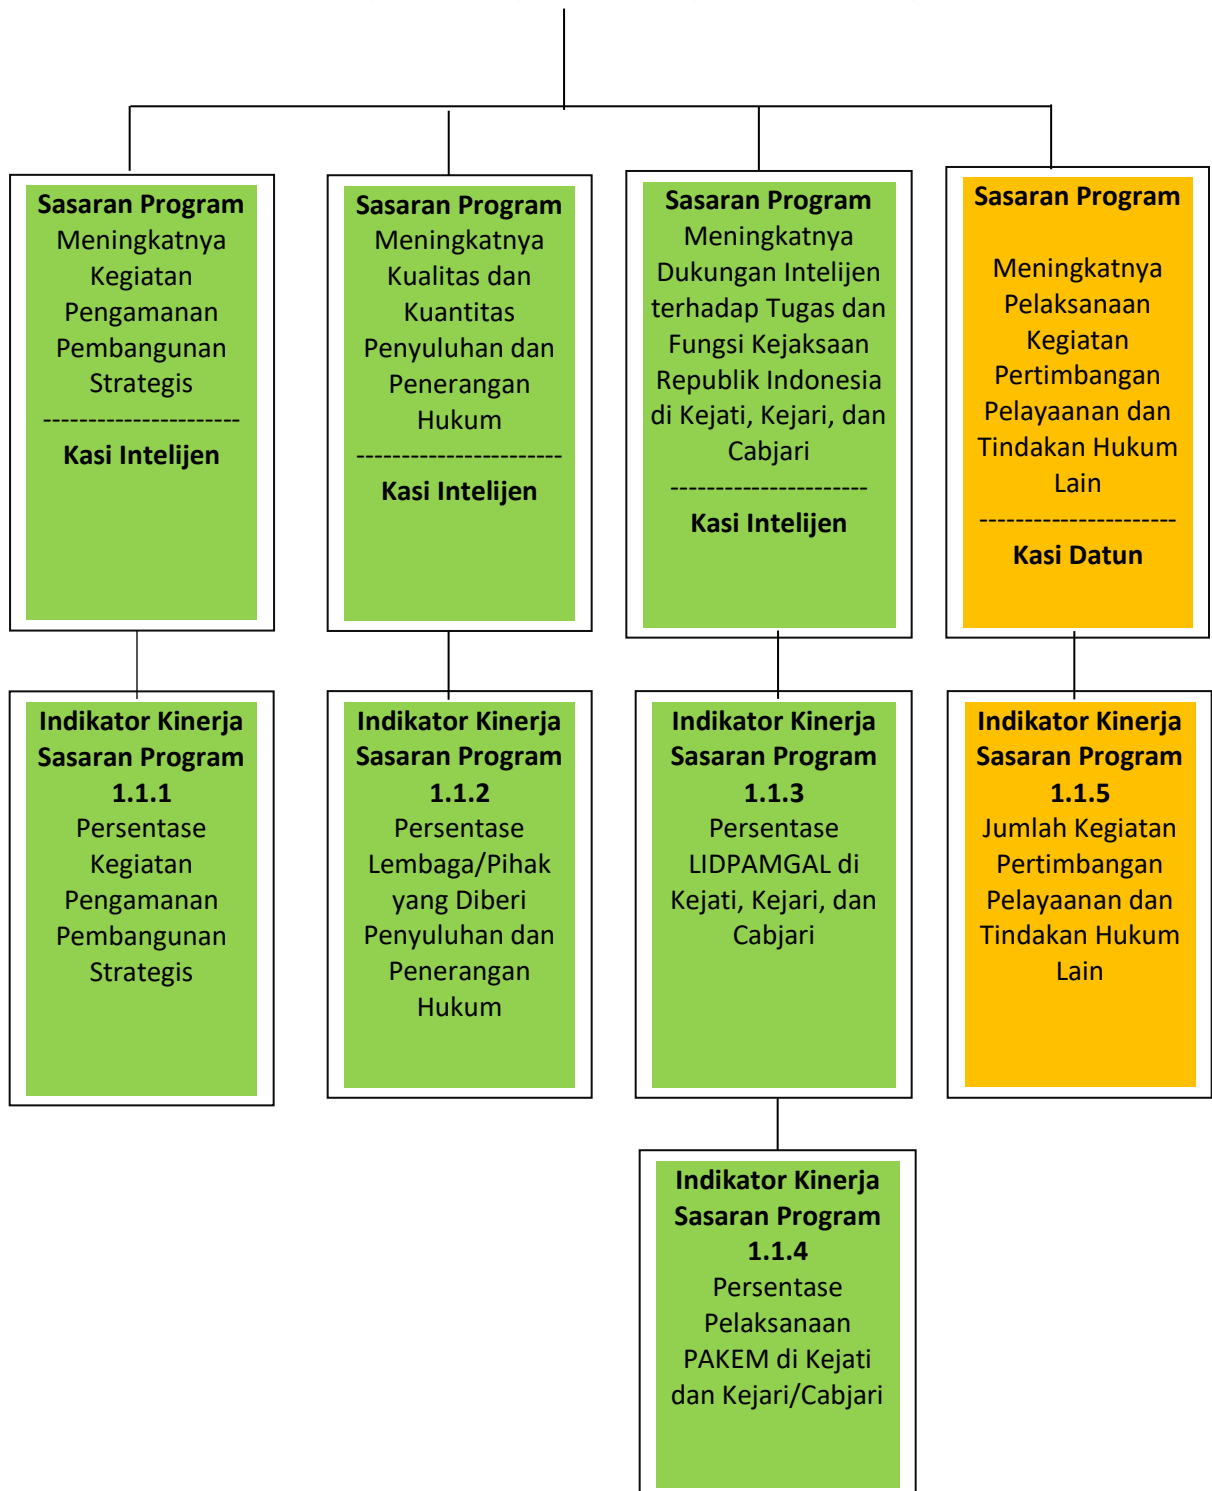 Sasaran Program
Meningkatnya
Kegiatan
Pengamanan
Pembangunan
Strategis
----------------------
Kasi Intelijen
Sasaran Program
Meningkatnya
Kualitas dan
Kuantitas
Penyuluhan dan
Penerangan
Hukum
-----------------------
Kasi Intelijen
Sasaran Program
Meningkatnya
Dukungan Intelijen
terhadap Tugas dan
Fungsi Kejaksaan
Republik Indonesia
di Kejati, Kejari, dan
Cabjari
----------------------
Kasi Intelijen
Sasaran Program
Meningkatnya
Pelaksanaan
Kegiatan
Pertimbangan
Pelayaanan dan
Tindakan Hukum
Lain
----------------------
Kasi Datun
Indikator Kinerja
Sasaran Program
1.1.1
Persentase
Kegiatan
Pengamanan
Pembangunan
Strategis
Indikator Kinerja
Sasaran Program
1.1.2
Persentase
Lembaga/Pihak
yang Diberi
Penyuluhan dan
Penerangan
Hukum
Indikator Kinerja
Sasaran Program
1.1.3
Persentase
LIDPAMGAL di
Kejati, Kejari, dan
Cabjari
Indikator Kinerja
Sasaran Program
1.1.5
Jumlah Kegiatan
Pertimbangan
Pelayaanan dan
Tindakan Hukum
Lain
Indikator Kinerja
Sasaran Program
1.1.4
Persentase
Pelaksanaan
PAKEM di Kejati
dan Kejari/Cabjari